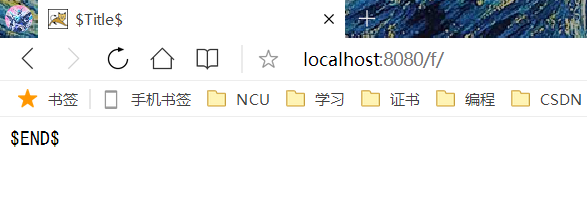 $Title$
localhost:8080/f/
书签 手机书签 NCU 学习 证书 编程 CSDN
$END$